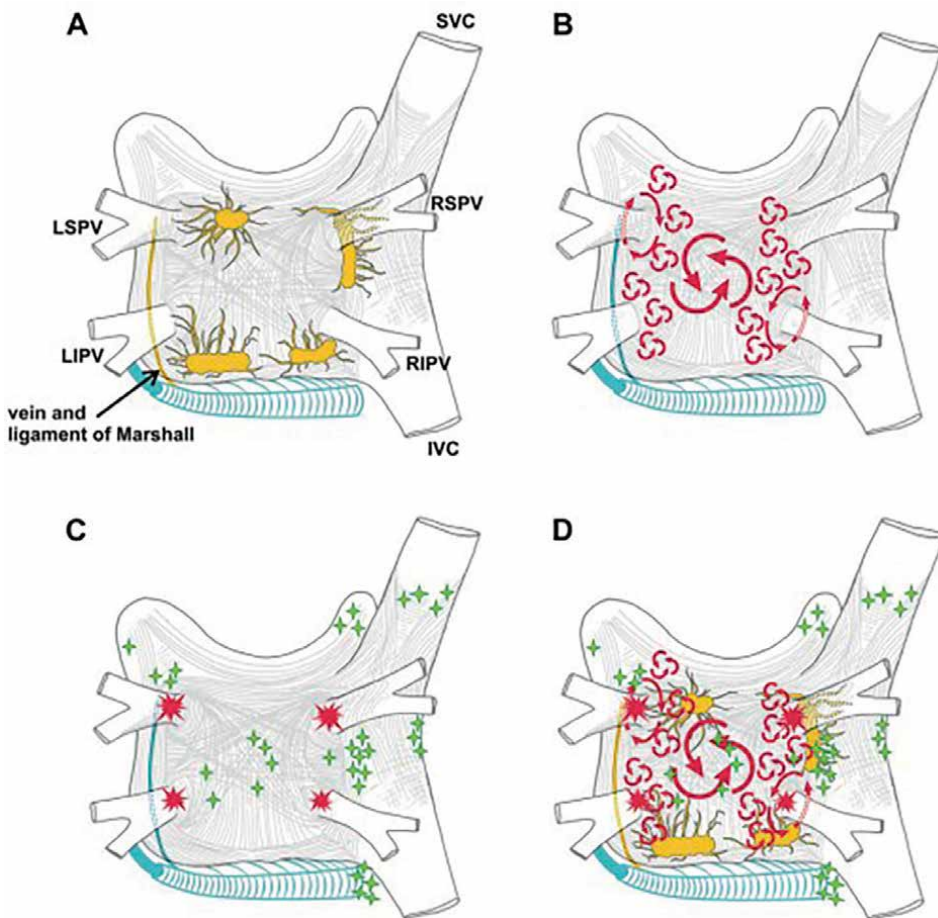 A
SVC
B
LSPV
RSPV
LIPV
RIPV
vein and
ligament of Marshall
IVC
C
D